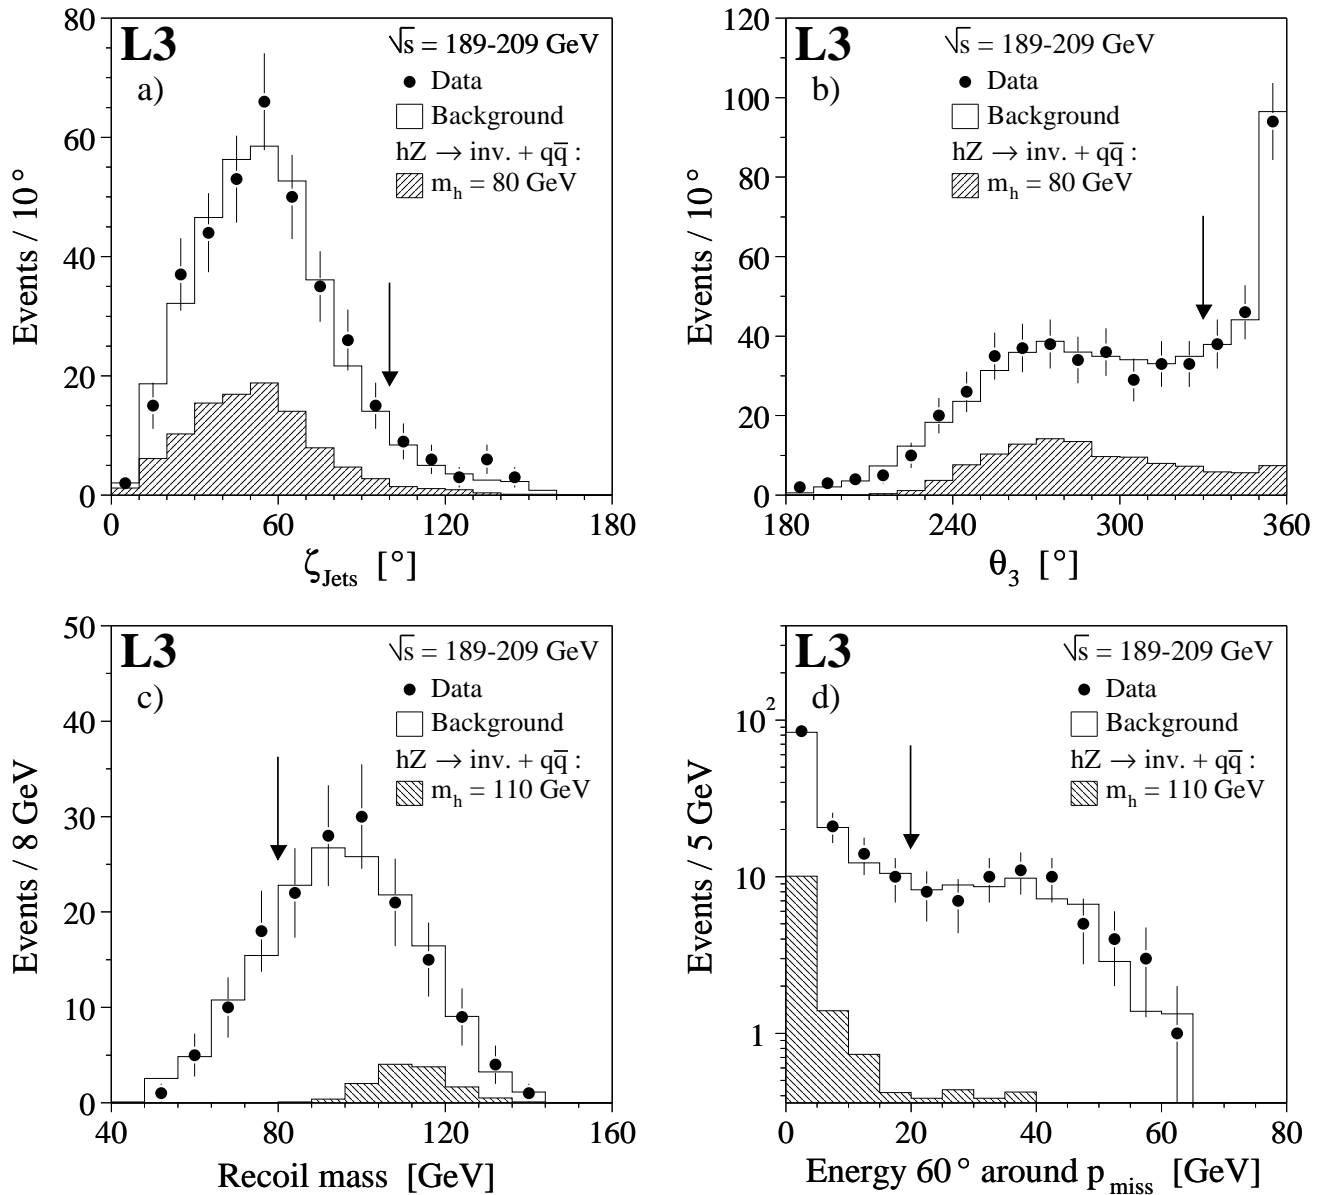 L3
a)
√s = 189-209 GeV
Data
Background
hZ → inv. + qq̅ :
m_h = 80 GeV
Events / 10°
80
60
40
20
0
0 60 120 180
ζ_Jets [°]
L3
b)
√s = 189-209 GeV
Data
Background
hZ → inv. + qq̅ :
m_h = 80 GeV
Events / 10°
120
100
80
60
40
20
0
180 240 300 360
θ_3 [°]
L3
c)
√s = 189-209 GeV
Data
Background
hZ → inv. + qq̅ :
m_h = 110 GeV
Events / 8 GeV
50
40
30
20
10
0
40 80 120 160
Recoil mass [GeV]
L3
d)
√s = 189-209 GeV
Data
Background
hZ → inv. + qq̅ :
m_h = 110 GeV
Events / 5 GeV
10²
10
1
0 20 40 60 80
Energy 60° around p_miss [GeV]